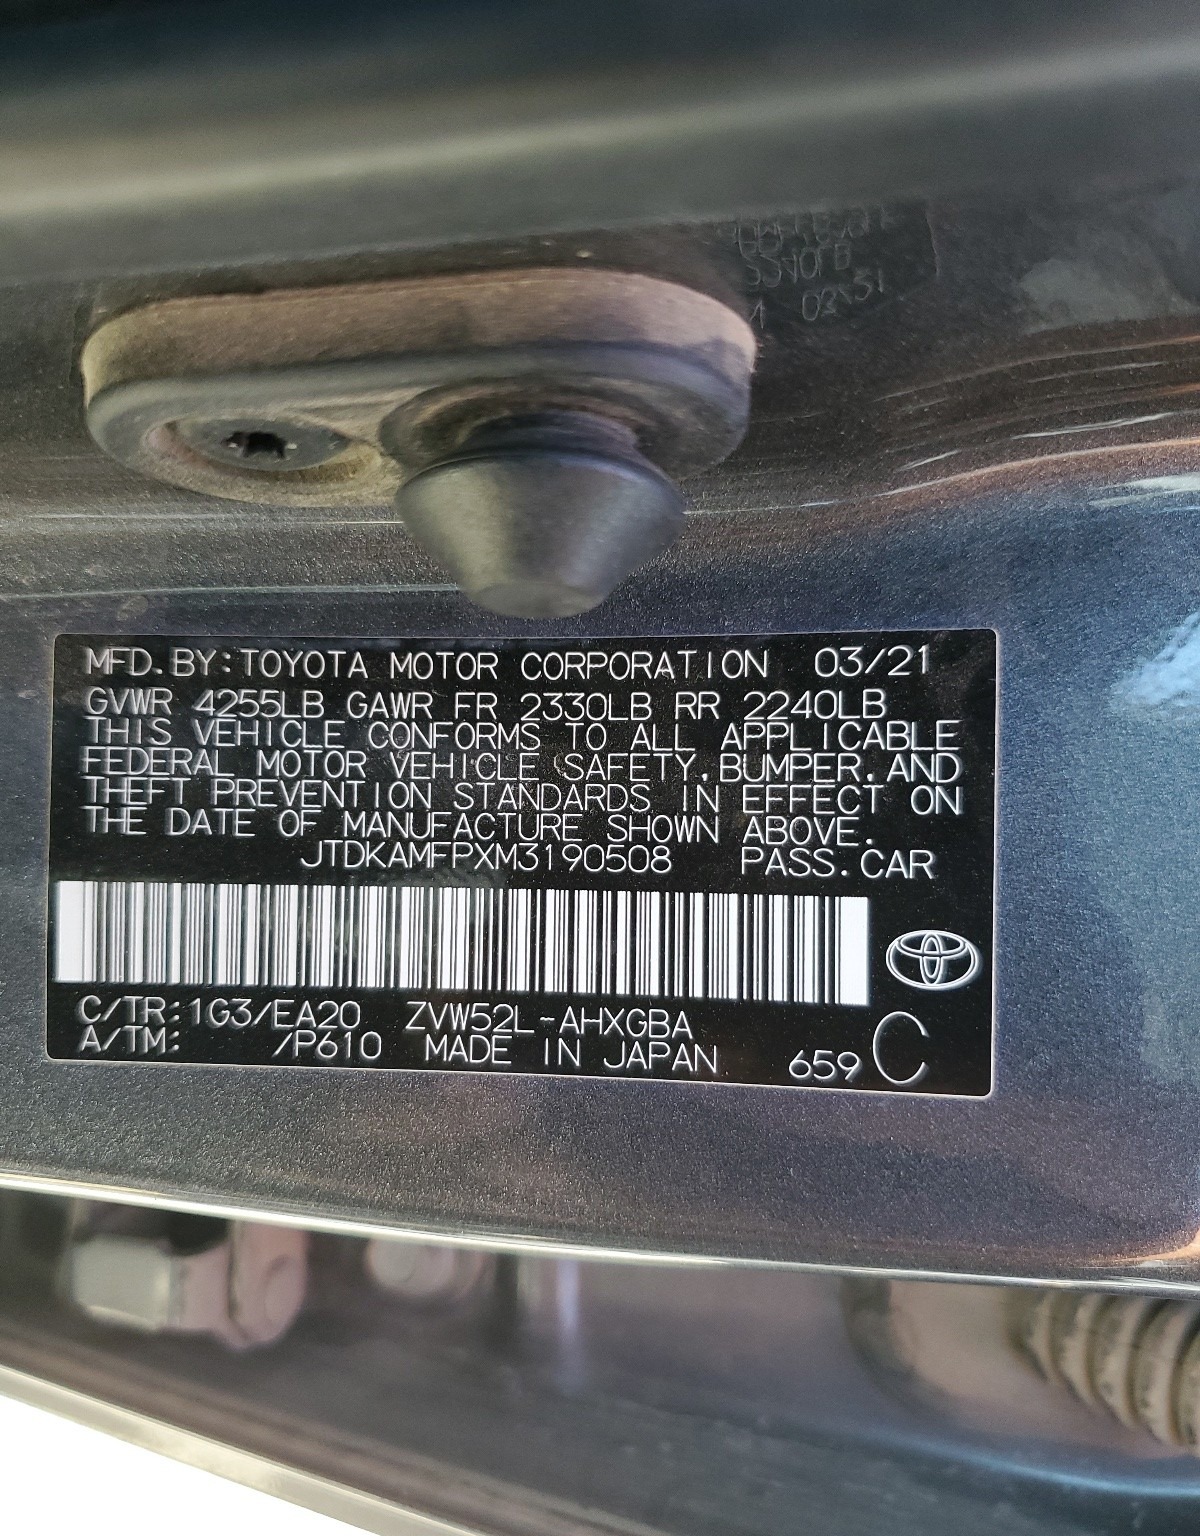 MFD.BY:TOYOTA MOTOR CORPORATION 03/21
GVWR 4255LB GAWR FR 2330LB RR 2240LB
THIS VEHICLE CONFORMS TO ALL APPLICABLE
FEDERAL MOTOR VEHICLE SAFETY,BUMPER,AND
THEFT PREVENTION STANDARDS IN EFFECT ON
THE DATE OF MANUFACTURE SHOWN ABOVE.
JTDKAMFPXM3190508 PASS.CAR
C/TR:1G3/EA20 ZVW52L-AHXGBA
A/TM: /P610 MADE IN JAPAN 659 C